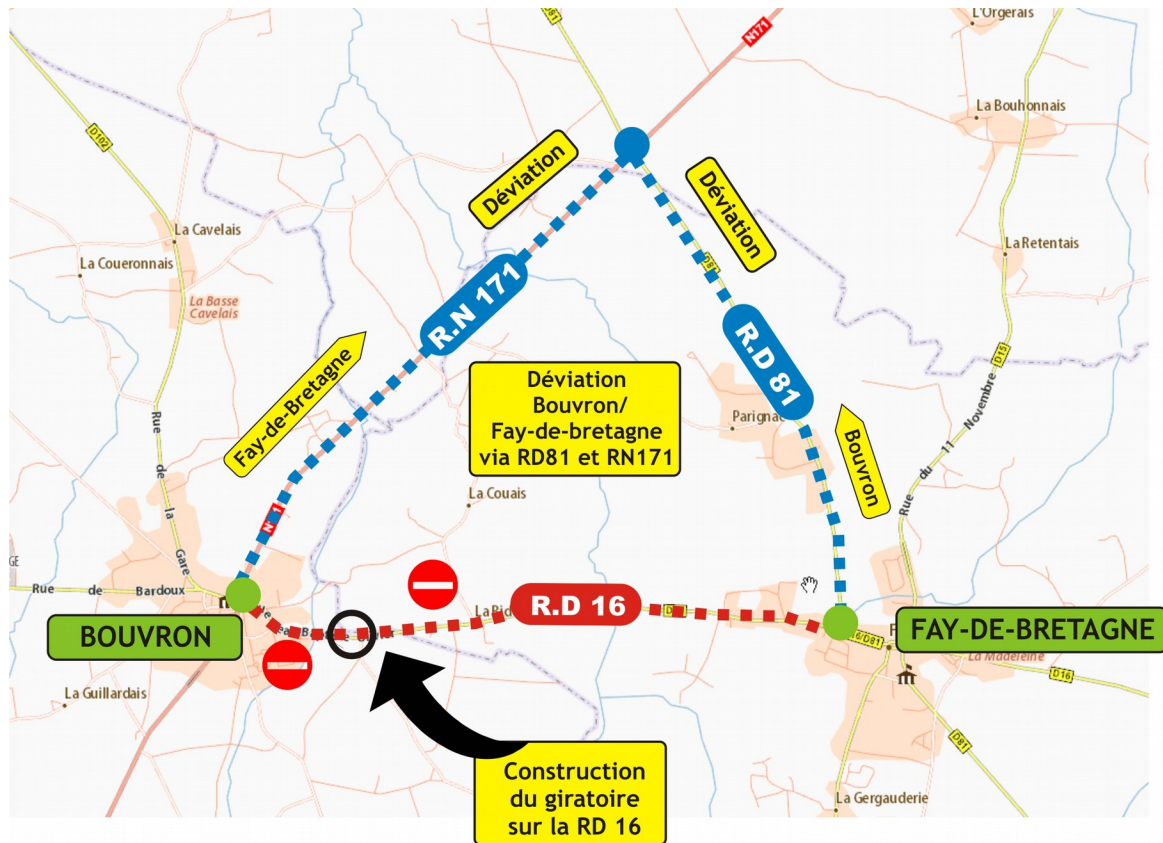 D81
N171
L'Orgerais
La Bouhonnais
D102
Déviation
Déviation
La Cavelais
La Coueronnais
La Basse
Cavelais
La Retentais
D81
R.N 171
R.D 81
D15
Fay-de-Bretagne
Déviation
Bouvron/
Fay-de-bretagne
via RD81 et RN171
Parignac
Bouvron
Rue du 11 Novembre
Rue de la Gare
La Couais
Rue de Bardoux
R.D 16
BOUVRON
FAY-DE-BRETAGNE
La Madeleine
D16
La Guillardais
D81
Construction
du giratoire
sur la RD 16
La Gergauderie